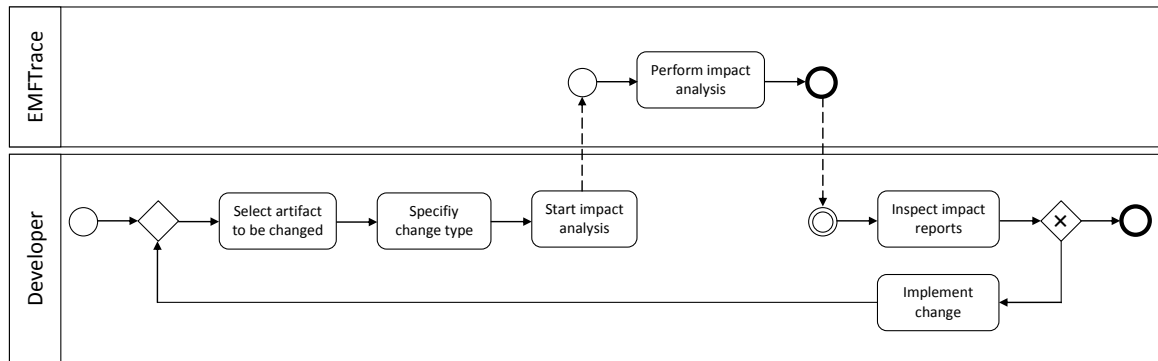 EMFTrace
Perform impact
analysis
Developer
Select artifact
to be changed
Specifiy
change type
Start impact
analysis
Inspect impact
reports
Implement
change